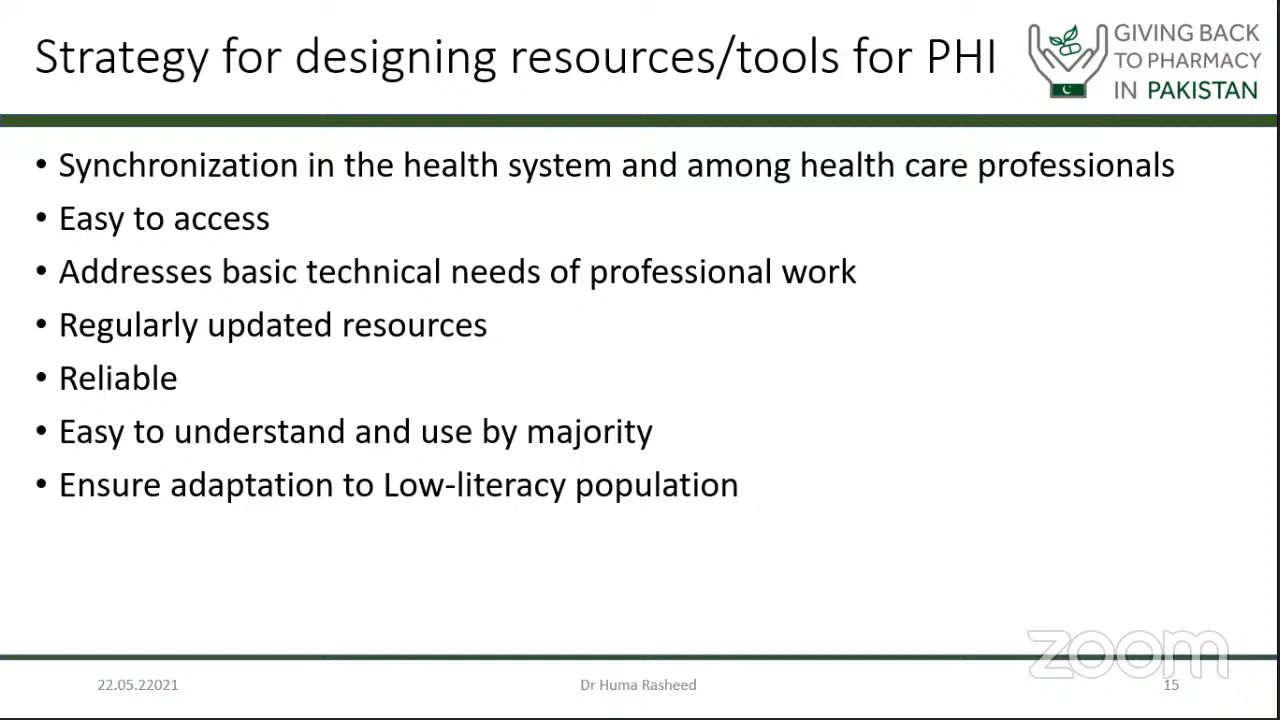 Strategy for designing resources/tools for PHI
GIVING BACK
TO PHARMACY
IN PAKISTAN
• Synchronization in the health system and among health care professionals
• Easy to access
• Addresses basic technical needs of professional work
• Regularly updated resources
• Reliable
• Easy to understand and use by majority
• Ensure adaptation to Low-literacy population
zoom
22.05.22021
Dr Huma Rasheed
15